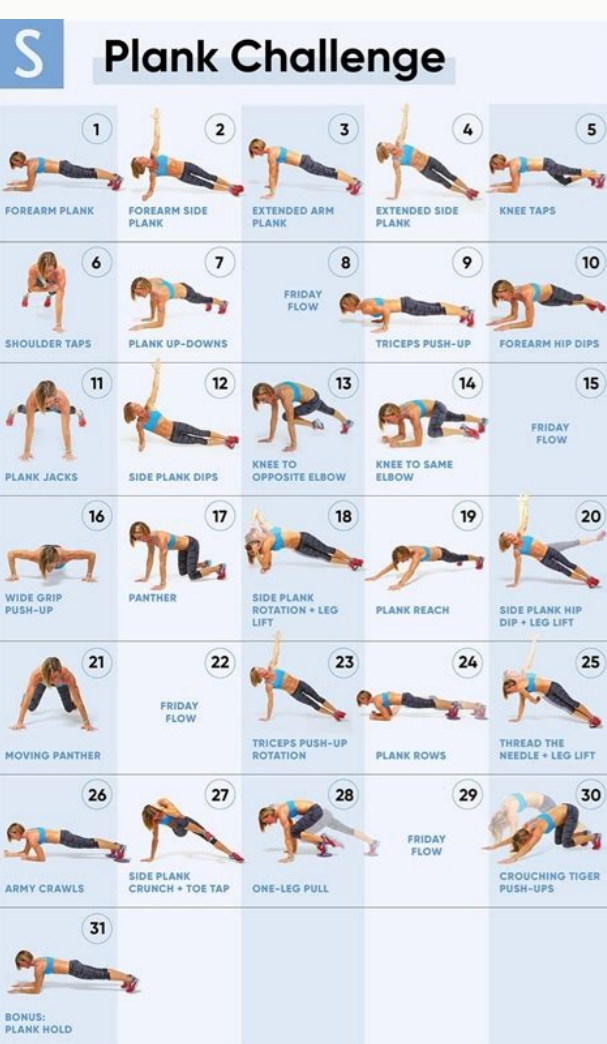 S
Plank Challenge
1
FOREARM PLANK
2
FOREARM SIDE
PLANK
3
EXTENDED ARM
PLANK
4
EXTENDED SIDE
PLANK
5
KNEE TAPS
6
SHOULDER TAPS
7
PLANK UP-DOWNS
8
FRIDAY
FLOW
9
TRICEPS PUSH-UP
10
FOREARM HIP DIPS
11
PLANK JACKS
12
SIDE PLANK DIPS
13
KNEE TO
OPPOSITE ELBOW
14
KNEE TO SAME
ELBOW
15
FRIDAY
FLOW
16
WIDE GRIP
PUSH-UP
17
PANTHER
18
SIDE PLANK
ROTATION + LEG
LIFT
19
PLANK REACH
20
SIDE PLANK HIP
DIP + LEG LIFT
21
MOVING PANTHER
22
FRIDAY
FLOW
23
TRICEPS PUSH-UP
ROTATION
24
PLANK ROWS
25
THREAD THE
NEEDLE + LEG LIFT
26
ARMY CRAWLS
27
SIDE PLANK
CRUNCH + TOE TAP
28
ONE-LEG PULL
29
FRIDAY
FLOW
30
CROUCHING TIGER
PUSH-UPS
31
BONUS:
PLANK HOLD